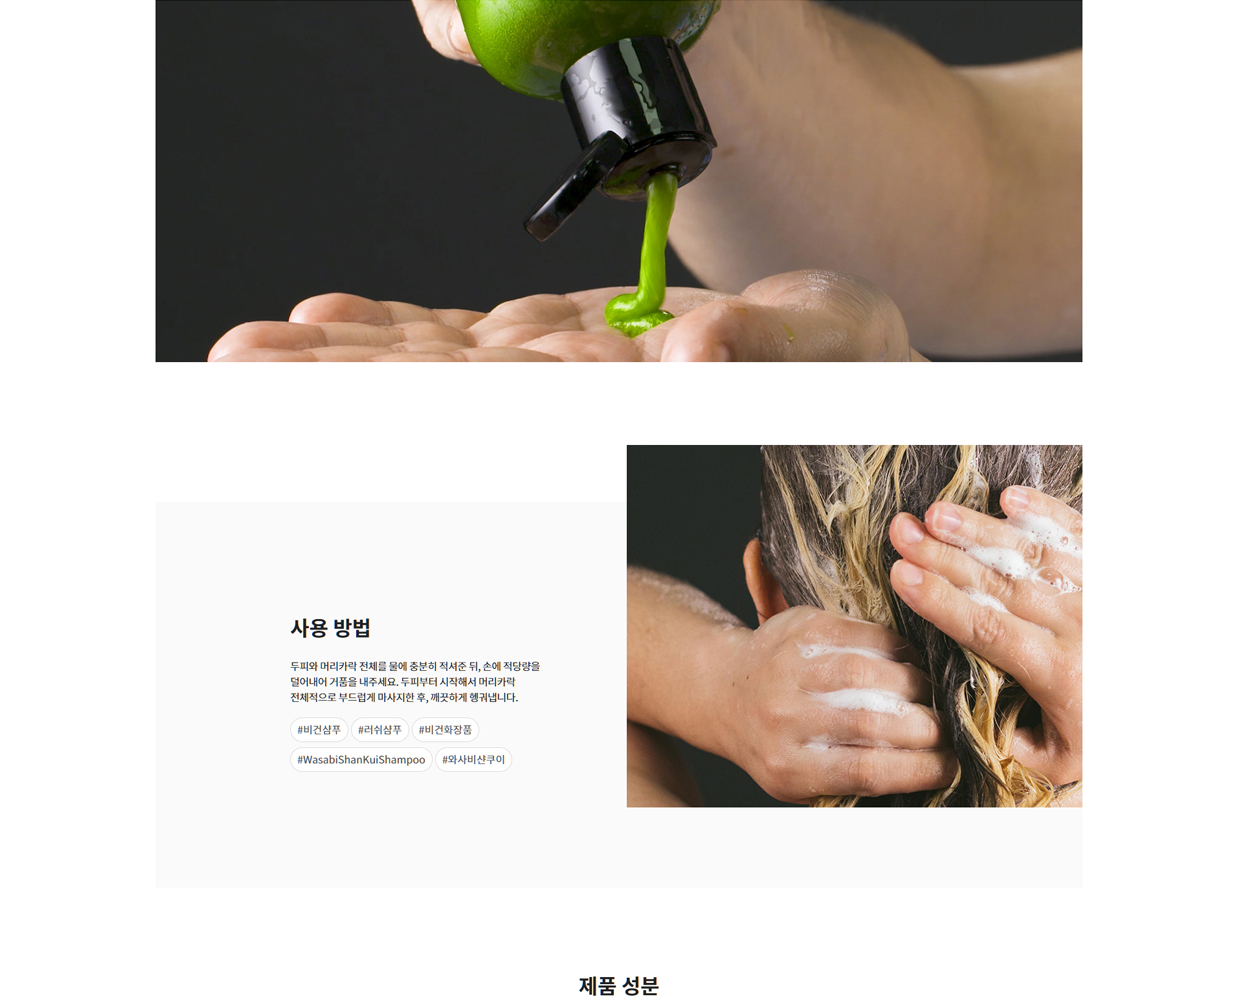 사용 방법
두피와 머리카락 전체를 물에 충분히 적셔준 뒤, 손에 적당량을
덜어내어 거품을 내주세요. 두피부터 시작해서 머리카락
전체적으로 부드럽게 마사지한 후, 깨끗하게 헹궈냅니다.
#비건샴푸 #러쉬샴푸 #비건화장품
#WasabiShanKuiShampoo #와사비샨쿠이
제품 성분